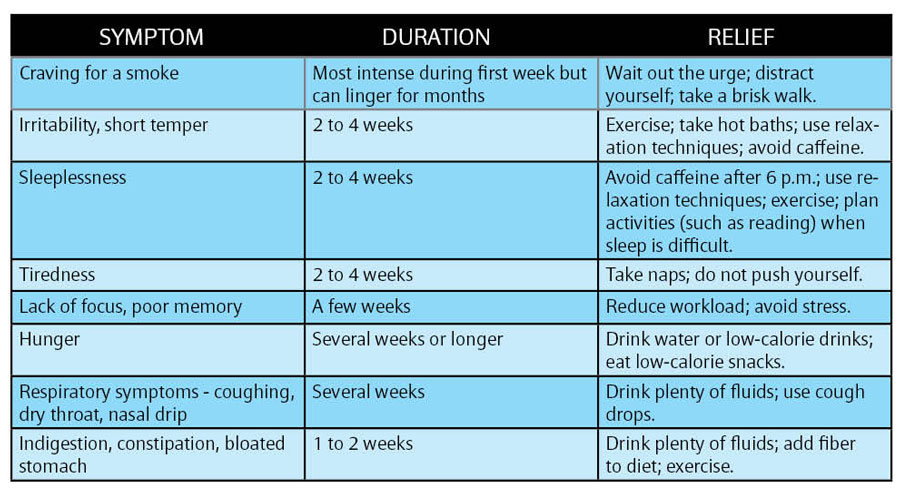 SYMPTOM DURATION RELIEF
Craving for a smoke
Most intense during first week but
can linger for months
Wait out the urge; distract
yourself; take a brisk walk.
Irritability, short temper
2 to 4 weeks
Exercise; take hot baths; use relax-
ation techniques; avoid caffeine.
Sleeplessness
2 to 4 weeks
Avoid caffeine after 6 p.m.; use re-
laxation techniques; exercise; plan
activities (such as reading) when
sleep is difficult.
Tiredness
2 to 4 weeks
Take naps; do not push yourself.
Lack of focus, poor memory
A few weeks
Reduce workload; avoid stress.
Hunger
Several weeks or longer
Drink water or low-calorie drinks;
eat low-calorie snacks.
Respiratory symptoms - coughing,
dry throat, nasal drip
Several weeks
Drink plenty of fluids; use cough
drops.
Indigestion, constipation, bloated
stomach
1 to 2 weeks
Drink plenty of fluids; add fiber
to diet; exercise.